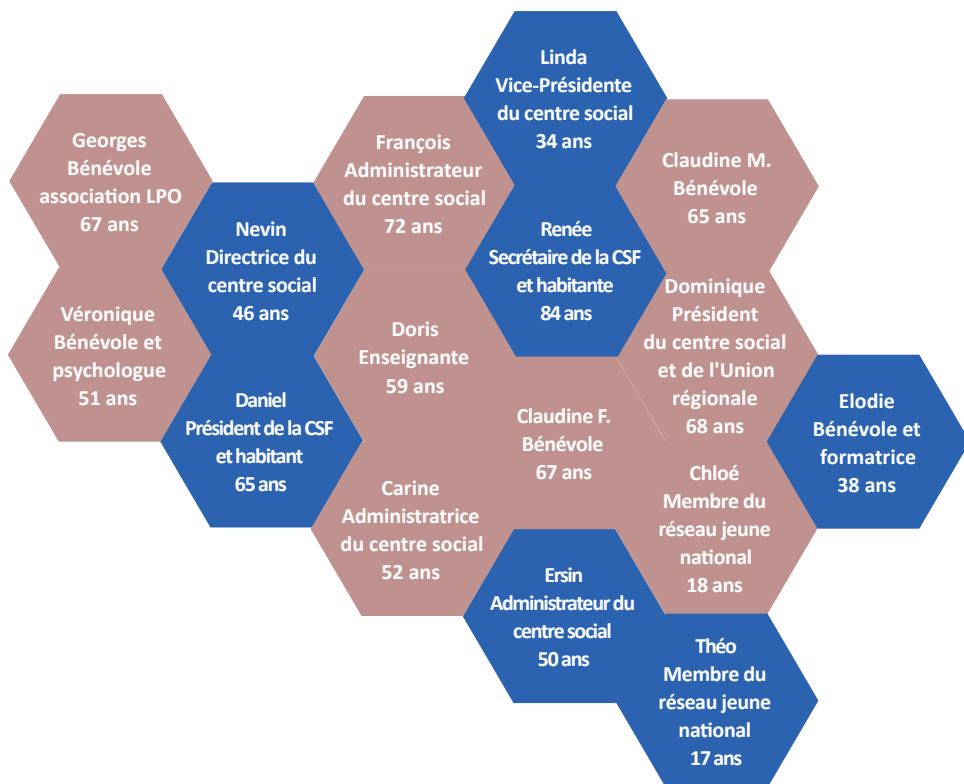 Linda
Vice-Présidente
du centre social
34 ans
Georges
Bénévole
association LPO
67 ans
François
Administrateur
du centre social
72 ans
Claudine M.
Bénévole
65 ans
Nevin
Directrice du
centre social
46 ans
Renée
Secrétaire de la CSF
et habitante
84 ans
Véronique
Bénévole et
psychologue
51 ans
Doris
Enseignante
59 ans
Dominique
Président
du centre social
et de l'Union
régionale
68 ans
Daniel
Président de la CSF
et habitant
65 ans
Claudine F.
Bénévole
67 ans
Elodie
Bénévole et
formatrice
38 ans
Carine
Administratrice
du centre social
52 ans
Chloé
Membre du
réseau jeune
national
18 ans
Ersin
Administrateur du
centre social
50 ans
Théo
Membre du
réseau jeune
national
17 ans